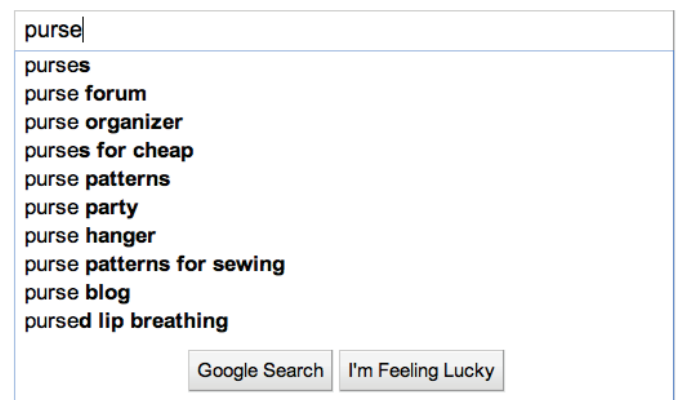 purse
purses
purse forum
purse organizer
purses for cheap
purse patterns
purse party
purse hanger
purse patterns for sewing
purse blog
pursed lip breathing
Google Search I'm Feeling Lucky